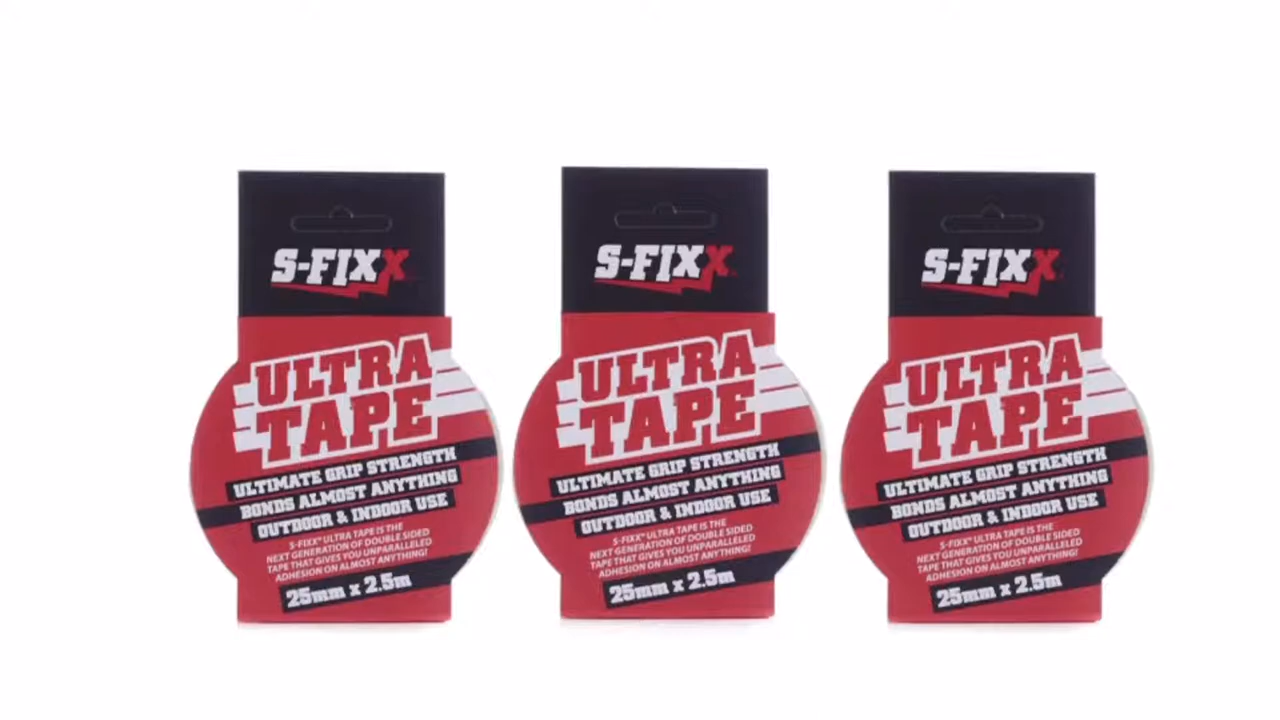 S-FIXX
ULTRA
TAPE
ULTIMATE GRIP STRENGTH
BONDS ALMOST ANYTHING
OUTDOOR & INDOOR USE
S-FIXX® ULTRA TAPE IS THE
NEXT GENERATION OF DOUBLE SIDED
TAPE THAT GIVES YOU UNPARALLELED
ADHESION ON ALMOST ANYTHING!
25mm x 2.5m
S-FIXX
ULTRA
TAPE
ULTIMATE GRIP STRENGTH
BONDS ALMOST ANYTHING
OUTDOOR & INDOOR USE
S-FIXX® ULTRA TAPE IS THE
NEXT GENERATION OF DOUBLE SIDED
TAPE THAT GIVES YOU UNPARALLELED
ADHESION ON ALMOST ANYTHING!
25mm x 2.5m
S-FIXX
ULTRA
TAPE
ULTIMATE GRIP STRENGTH
BONDS ALMOST ANYTHING
OUTDOOR & INDOOR USE
S-FIXX® ULTRA TAPE IS THE
NEXT GENERATION OF DOUBLE SIDED
TAPE THAT GIVES YOU UNPARALLELED
ADHESION ON ALMOST ANYTHING!
25mm x 2.5m